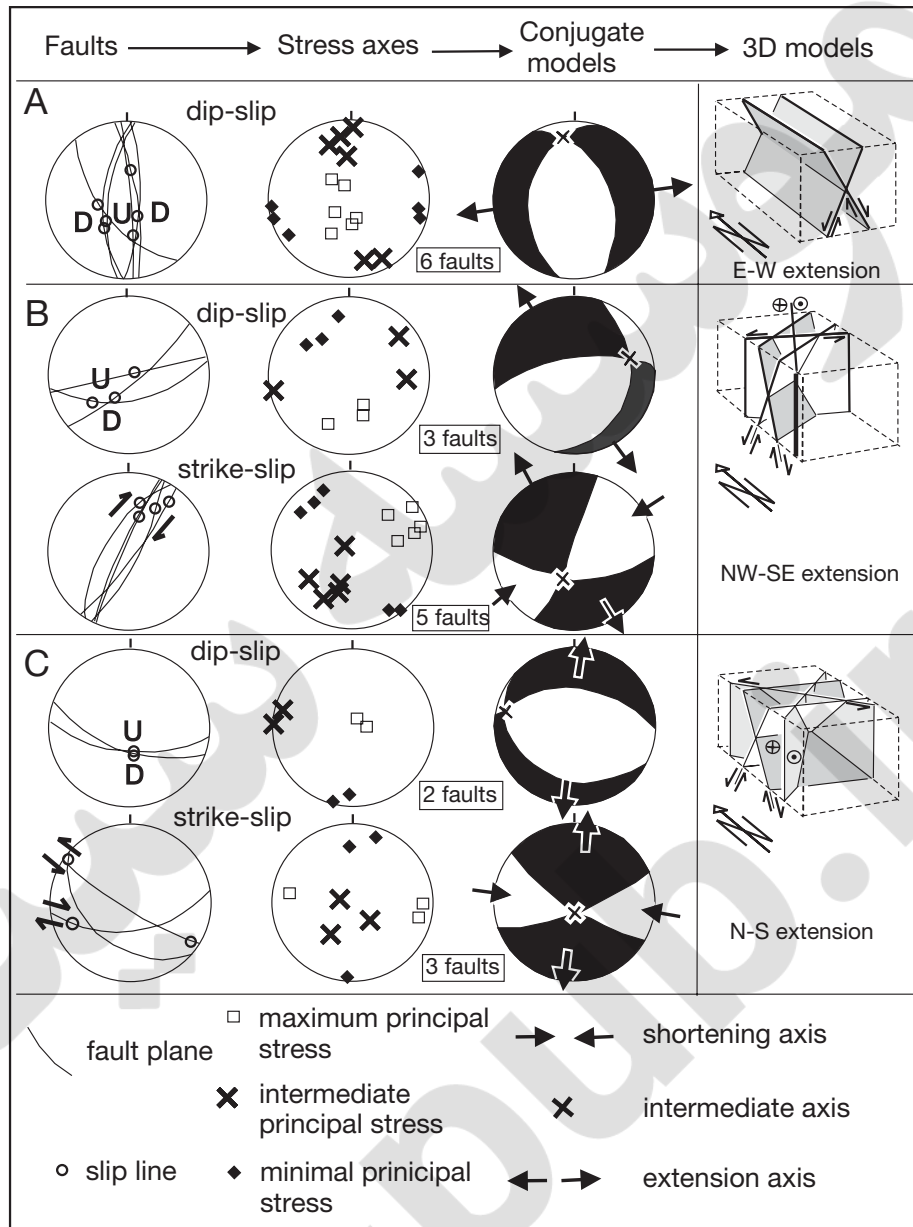 Faults
Stress axes
Conjugate
models
3D models
A
dip-slip
D
U
D
6 faults
E-W extension
B
dip-slip
U
D
3 faults
strike-slip
5 faults
NW-SE extension
C
dip-slip
U
D
2 faults
strike-slip
3 faults
N-S extension
fault plane
maximum principal
stress
shortening axis
intermediate
principal stress
intermediate axis
slip line
minimal prinicipal
stress
extension axis